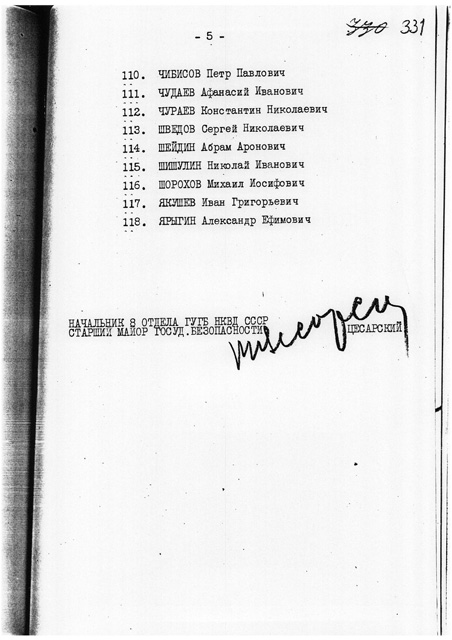 - 5 -
330 331
110. ЧИБИСОВ Петр Павлович
111. ЧУДАЕВ Афанасий Иванович
112. ЧУРАЕВ Константин Николаевич
113. ШВЕДОВ Сергей Николаевич
114. ШЕЙДИН Абрам Аронович
115. ШИШУЛИН Николай Иванович
116. ШОРОХОВ Михаил Иосифович
117. ЯКУШЕВ Иван Григорьевич
118. ЯРЫГИН Александр Ефимович
НАЧАЛЬНИК 8 ОТДЕЛА ГУГБ НКВД СССР
СТАРШИЙ МАЙОР ГОСУД.БЕЗОПАСНОСТИ ЦЕСАРСКИЙ